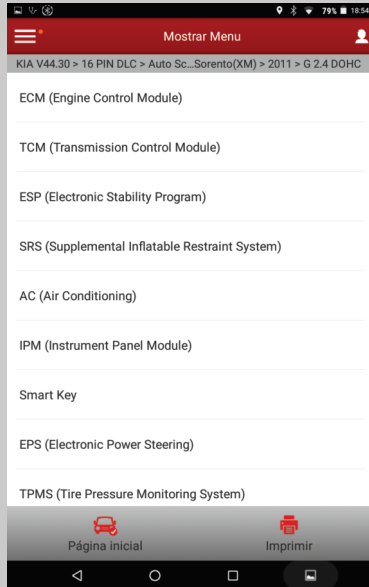 79% 18:54
Mostrar Menu
KIA V44.30 > 16 PIN DLC > Auto Sc...Sorento(XM) > 2011 > G 2.4 DOHC
ECM (Engine Control Module)
TCM (Transmission Control Module)
ESP (Electronic Stability Program)
SRS (Supplemental Inflatable Restraint System)
AC (Air Conditioning)
IPM (Instrument Panel Module)
Smart Key
EPS (Electronic Power Steering)
TPMS (Tire Pressure Monitoring System)
Página inicial Imprimir